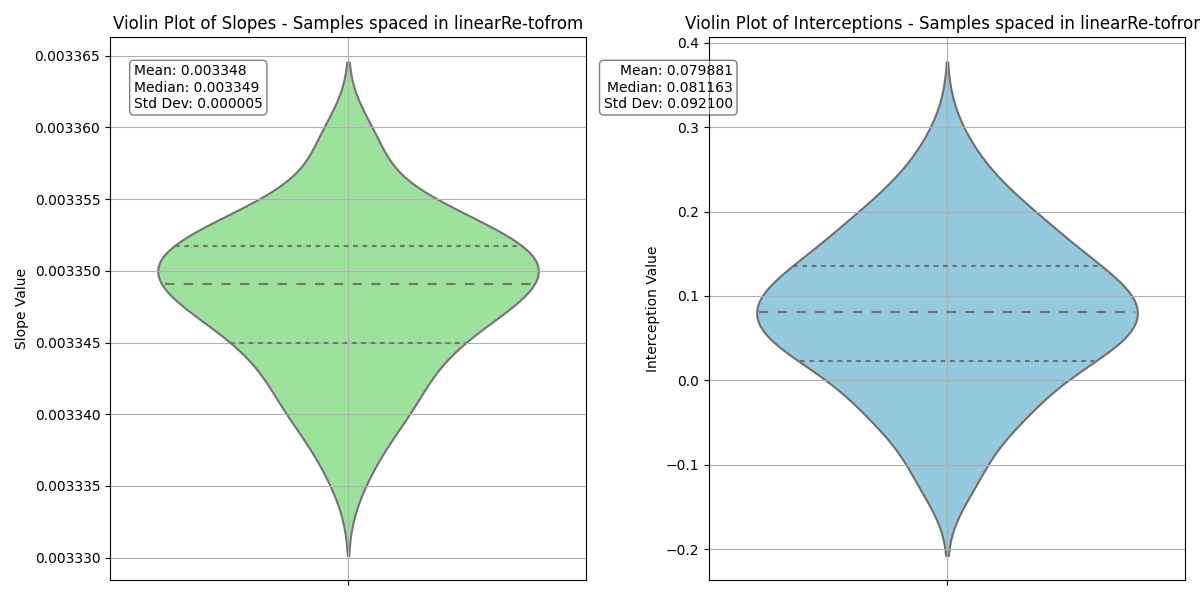 Violin Plot of Slopes - Samples spaced in linearRe-tofrom
Slope Value
0.003365
0.003360
0.003355
0.003350
0.003345
0.003340
0.003335
0.003330
Mean: 0.003348
Median: 0.003349
Std Dev: 0.000005
Violin Plot of Interceptions - Samples spaced in linearRe-tofror
Interception Value
0.4
0.3
0.2
0.1
0.0
−0.1
−0.2
Mean: 0.079881
Median: 0.081163
Std Dev: 0.092100